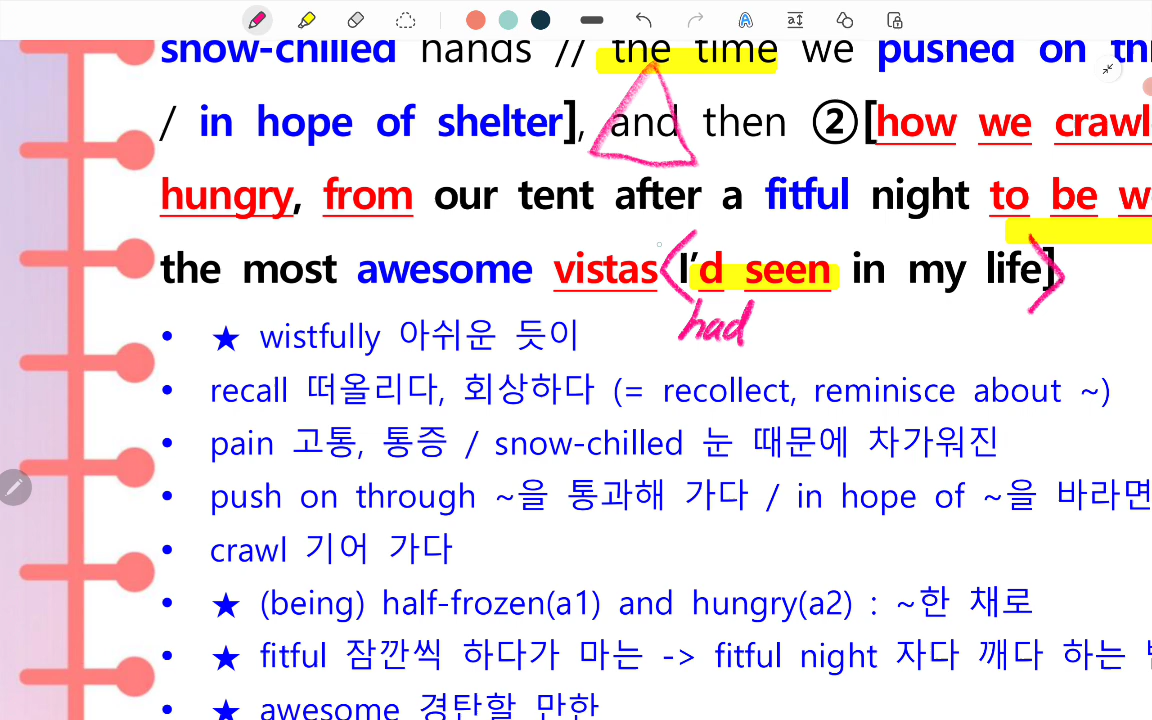 snow-chilled hands // the time we pushed on
/ in hope of shelter], and then ②[how we
hungry, from our tent after a fitful night to be
the most awesome vistas <I'd seen in my life]>
had
• ★ wistfully 아쉬운 듯이
• recall 떠올리다, 회상하다 (= recollect, reminisce about ~)
• pain 고통, 통증 / snow-chilled 눈 때문에 차가워진
• push on through ~을 통과해 가다 / in hope of ~을 바라면
• crawl 기어 가다
• ★ (being) half-frozen(a1) and hungry(a2) : ~한 채로
• ★ fitful 잠깐씩 하다가 마는 -> fitful night 자다 깨다 하는
• ★ awesome 경탄할 만한